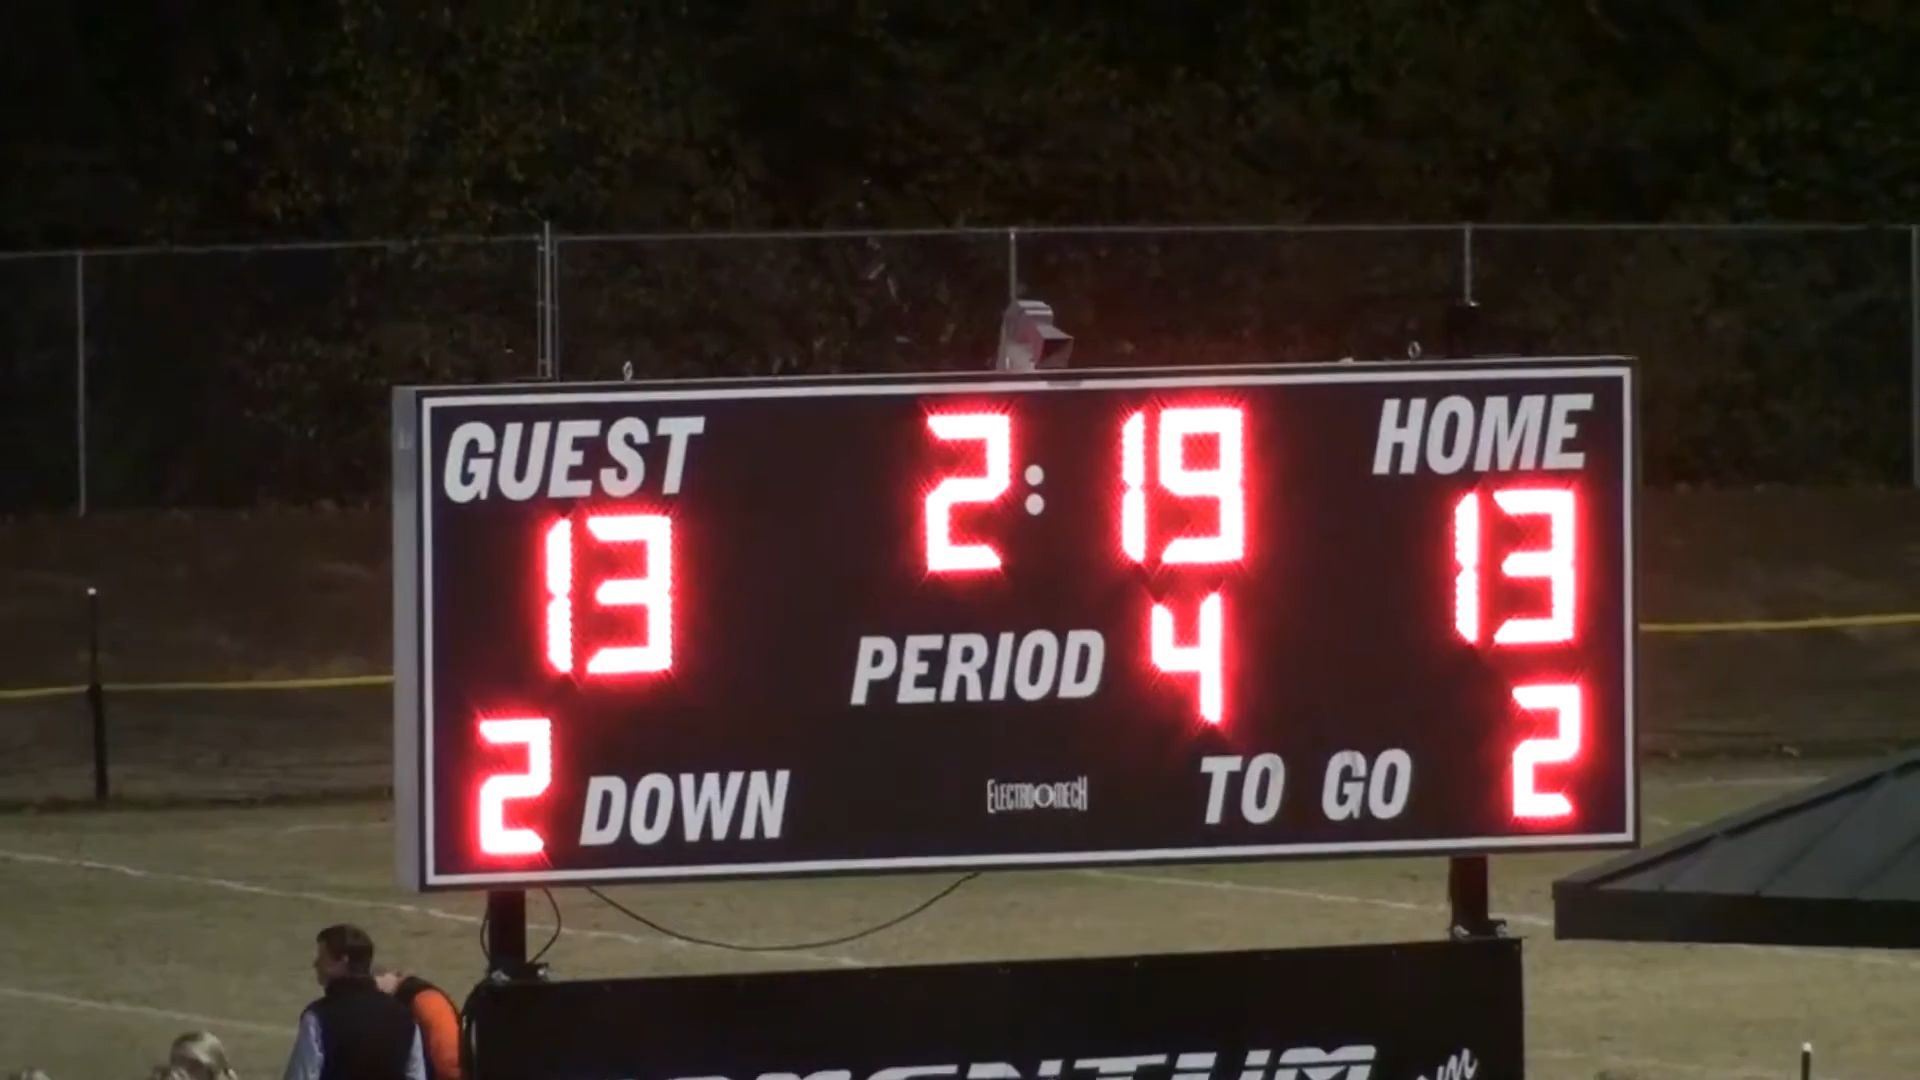 GUEST 2:19 HOME
13 13
PERIOD 4
2 DOWN ELECTRO-MECH TO GO 2